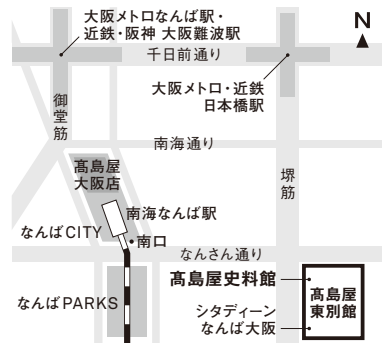 大阪メトロなんば駅・
近鉄・阪神 大阪難波駅
N
千日前通り
大阪メトロ・近鉄
日本橋駅
御堂筋
南海通り
髙島屋
大阪店
堺筋
南海なんば駅
なんばCITY
南口
なんさん通り
髙島屋史料館
なんばPARKS
シタディーン
なんば大阪
髙島屋
東別館